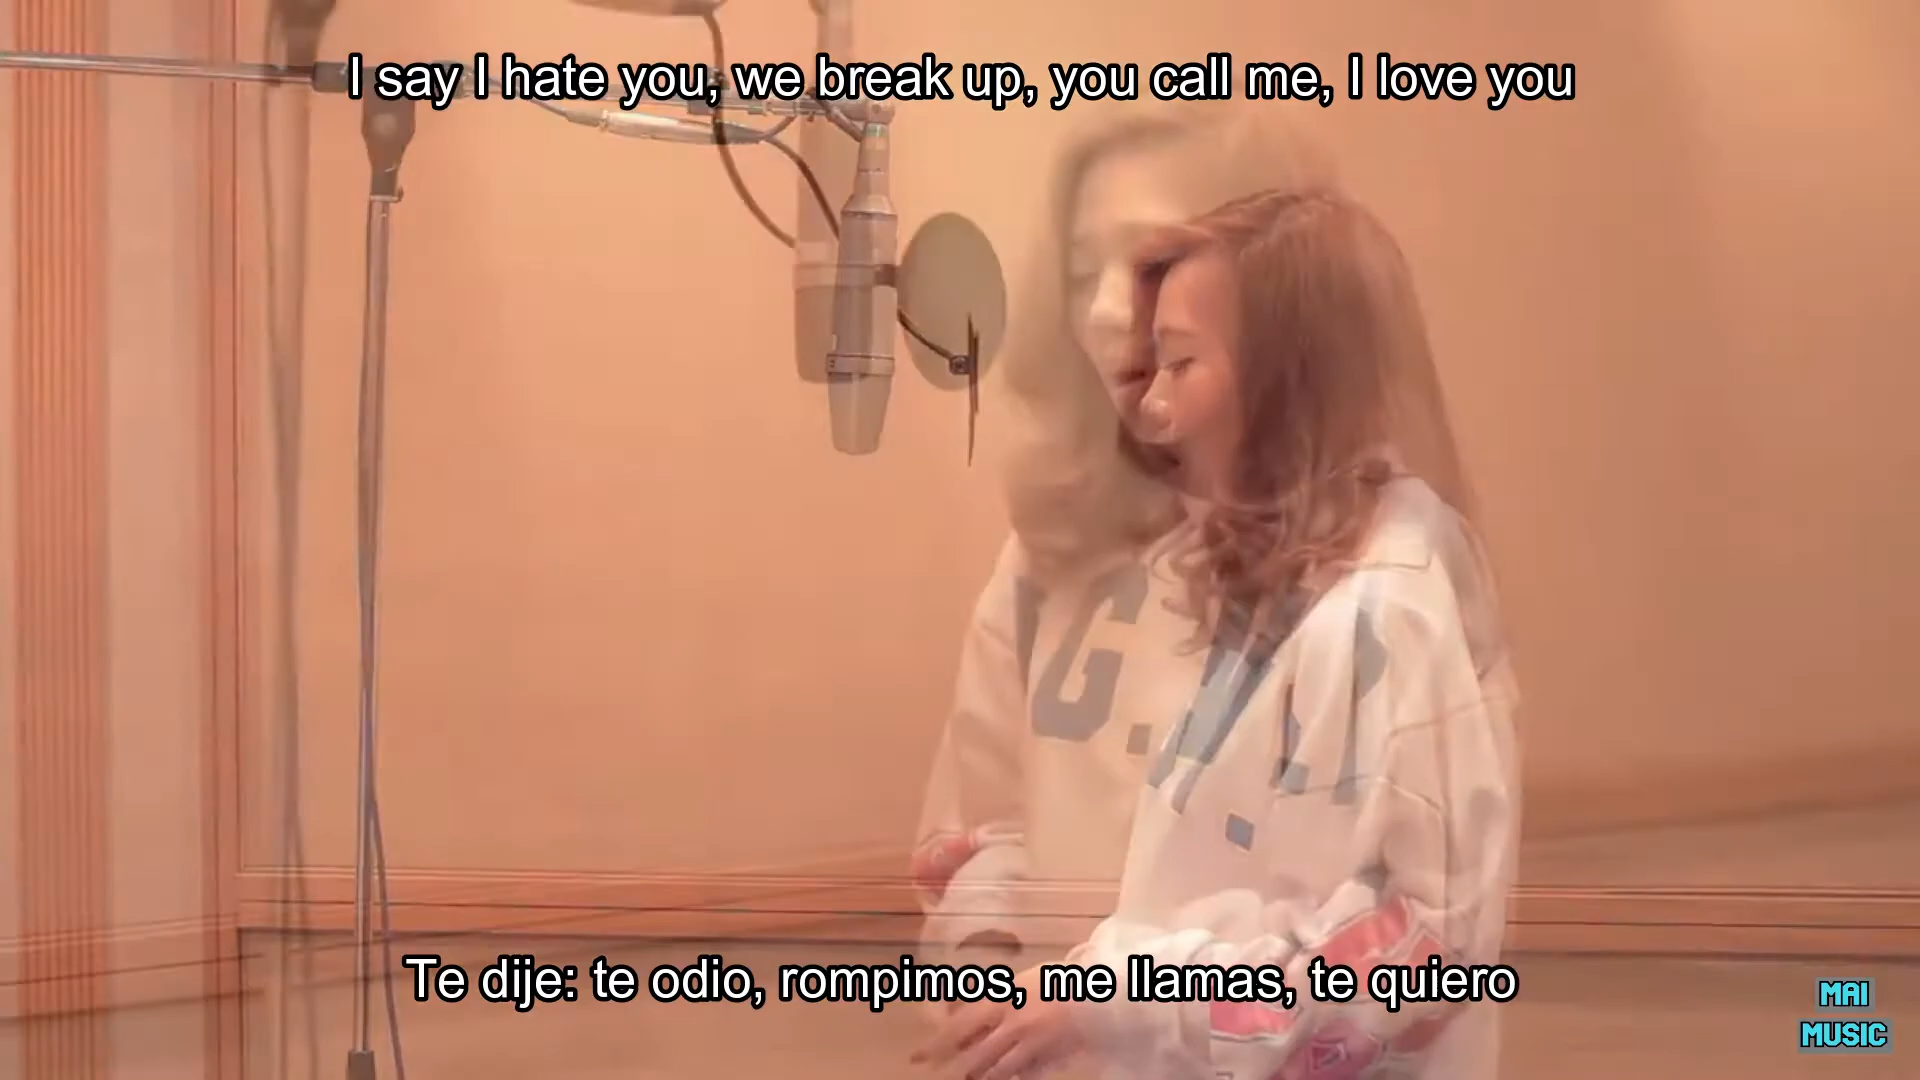 I say I hate you, we break up, you call me, I love you
G.
Te dije: te odio, rompimos, me llamas, te quiero
MAI
MUSIC